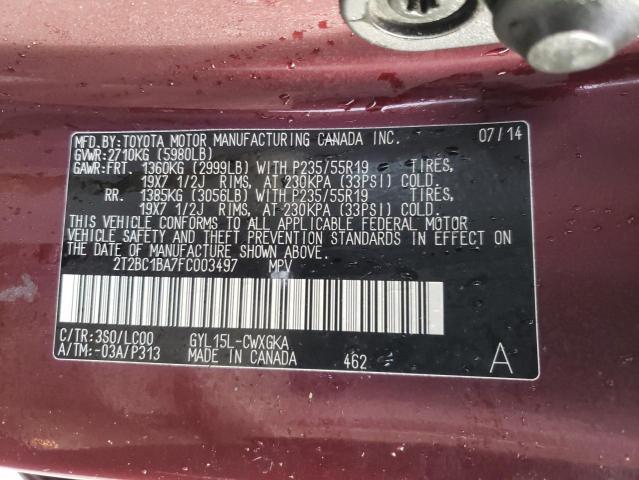 MFD.BY:TOYOTA MOTOR MANUFACTURING CANADA INC. 07/14
GVWR:2710KG (5980LB)
GAWR:FRT. 1360KG (2999LB) WITH P235/55R19 TIRES,
19X7 1/2J RIMS, AT 230KPA (33PSI) COLD.
RR. 1385KG (3056LB) WITH P235/55R19 TIRES,
19X7 1/2J RIMS, AT 230KPA (33PSI) COLD.
THIS VEHICLE CONFORMS TO ALL APPLICABLE FEDERAL MOTOR
VEHICLE SAFETY AND THEFT PREVENTION STANDARDS IN EFFECT ON
THE DATE OF MANUFACTURE SHOWN ABOVE.
2T2BC1BA7FC003497 MPV
C/TR:3S0/LC00 GYL15L-CWXGKA
A/TM:-03A/P313 MADE IN CANADA 462 A